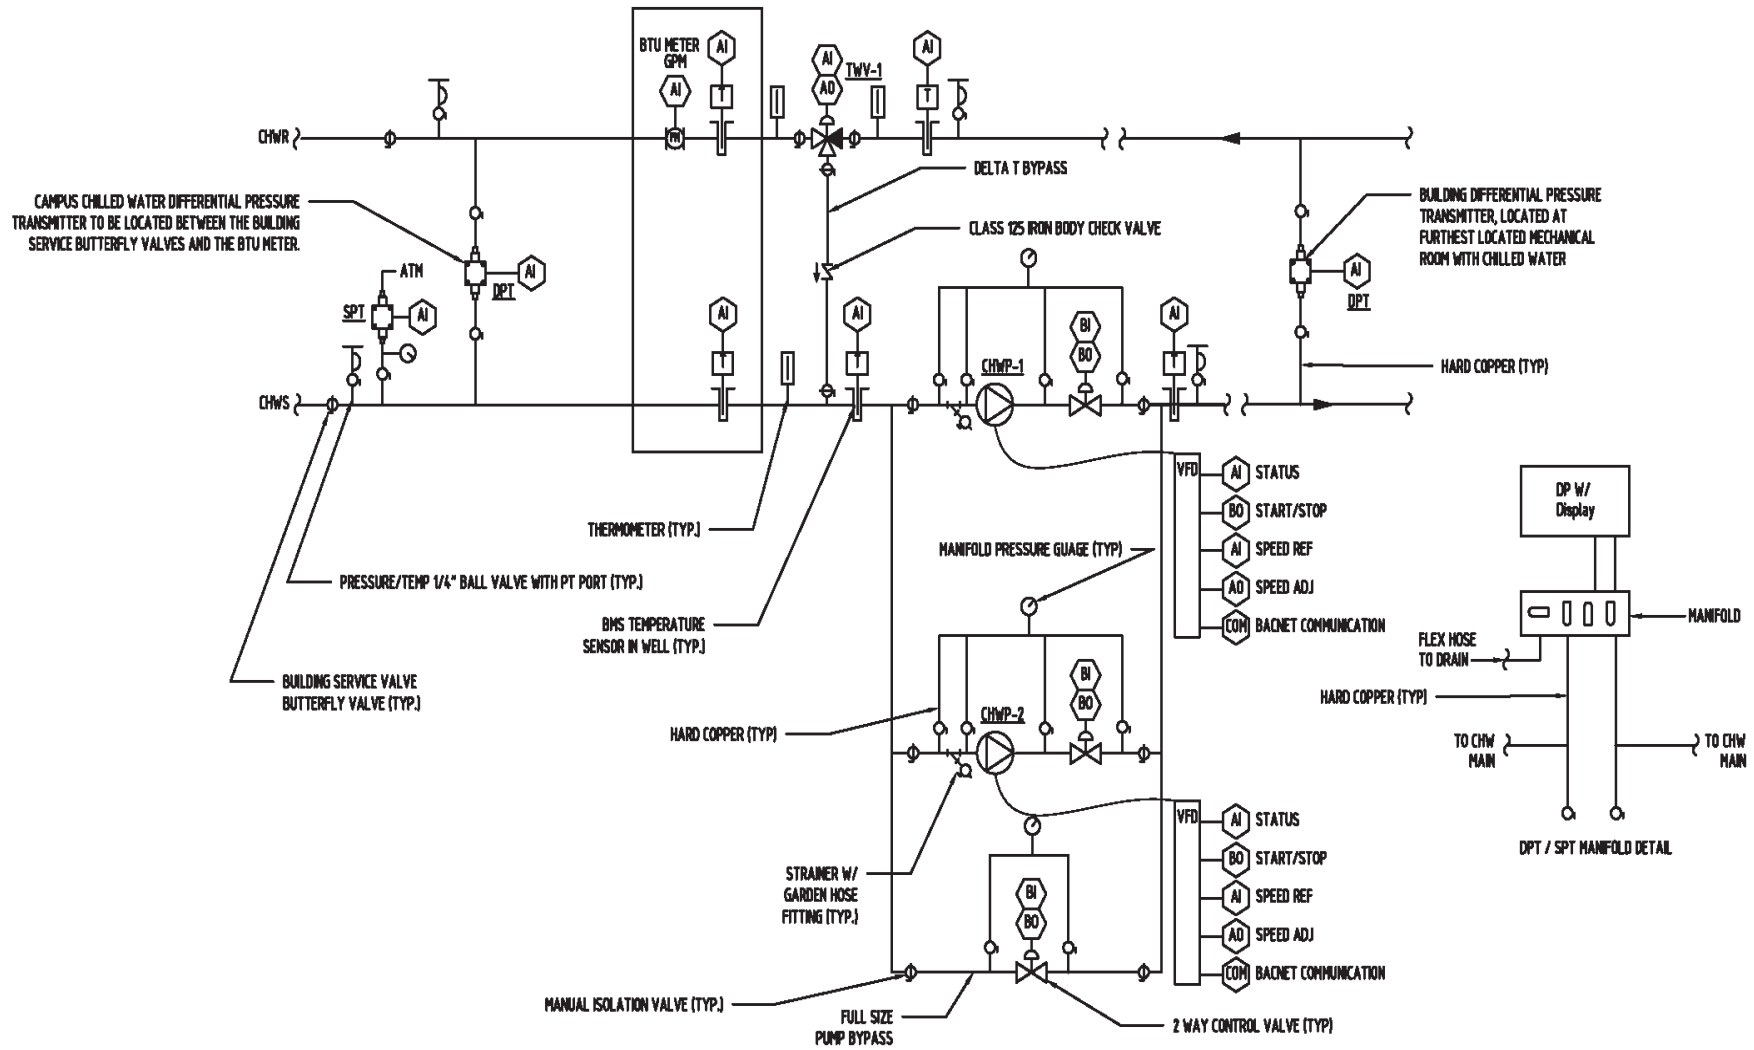 BTU METER
GPM
AI
AI
AI
AO
TWV-1
AI
T
T
CHWR
FM
DELTA T BYPASS
CAMPUS CHILLED WATER DIFFERENTIAL PRESSURE
TRANSMITTER TO BE LOCATED BETWEEN THE BUILDING
SERVICE BUTTERFLY VALVES AND THE BTU METER.
BUILDING DIFFERENTIAL PRESSURE
TRANSMITTER, LOCATED AT
FURTHEST LOCATED MECHANICAL
ROOM WITH CHILLED WATER
CLASS 125 IRON BODY CHECK VALVE
ATM
AI
DPT
AI
DPT
SPT
AI
AI
AI
AI
BI
BO
CHWP-1
T
T
T
HARD COPPER (TYP)
CHWS
VFD
AI STATUS
BO START/STOP
AI SPEED REF
AO SPEED ADJ
COM BACNET COMMUNICATION
DP W/
Display
THERMOMETER (TYP.)
MANIFOLD PRESSURE GUAGE (TYP)
PRESSURE/TEMP 1/4" BALL VALVE WITH PT PORT (TYP.)
BMS TEMPERATURE
SENSOR IN WELL (TYP.)
MANIFOLD
FLEX HOSE
TO DRAIN
BUILDING SERVICE VALVE
BUTTERFLY VALVE (TYP.)
BI
BO
CHWP-2
HARD COPPER (TYP)
HARD COPPER (TYP)
TO CHW
MAIN
TO CHW
MAIN
VFD
AI STATUS
BO START/STOP
AI SPEED REF
AO SPEED ADJ
COM BACNET COMMUNICATION
DPT / SPT MANIFOLD DETAIL
STRAINER W/
GARDEN HOSE
FITTING (TYP.)
BI
BO
MANUAL ISOLATION VALVE (TYP.)
FULL SIZE
PUMP BYPASS
2 WAY CONTROL VALVE (TYP)